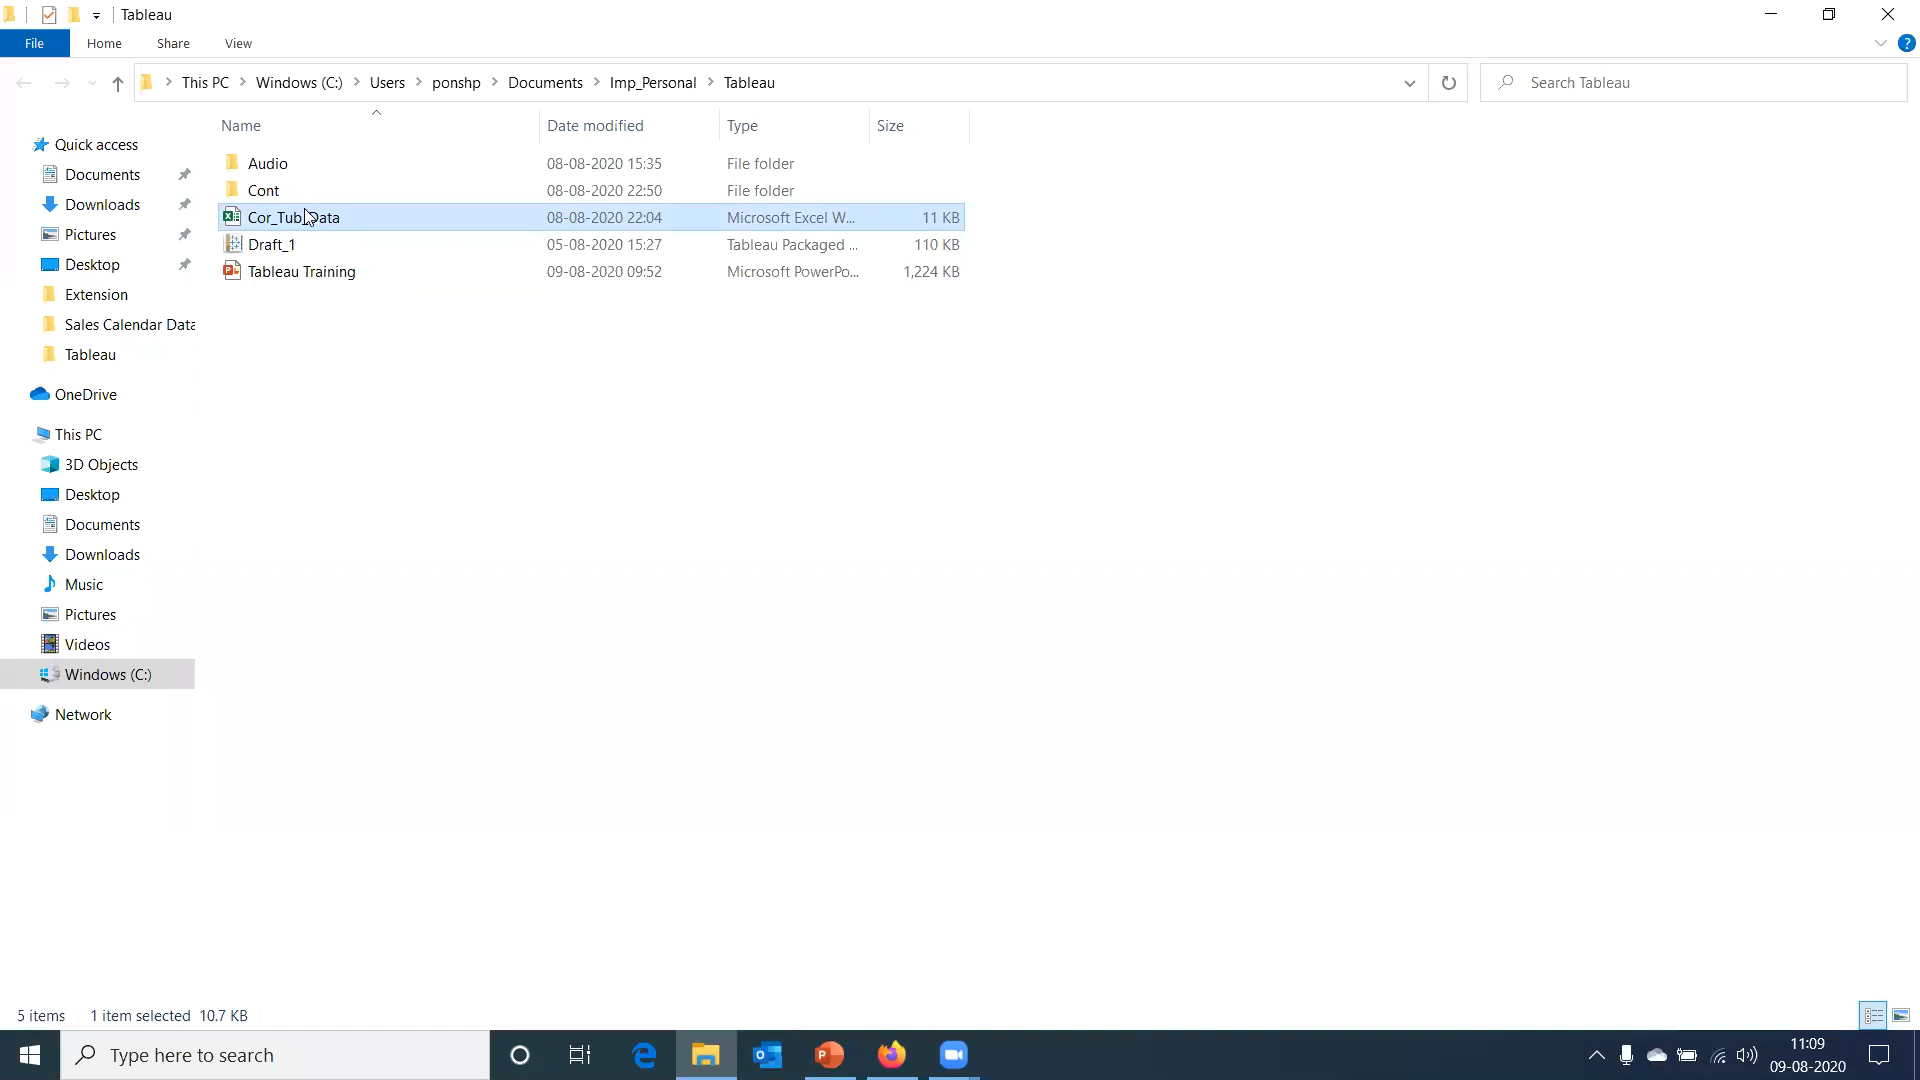 Tableau
File Home Share View
This PC Windows (C:) Users ponshp Documents Imp_Personal Tableau
Search Tableau
Name Date modified Type Size
Audio 08-08-2020 15:35 File folder
Cont 08-08-2020 22:50 File folder
Cor_Tub_Data 08-08-2020 22:04 Microsoft Excel W... 11 KB
Draft_1 05-08-2020 15:27 Tableau Packaged ... 110 KB
Tableau Training 09-08-2020 09:52 Microsoft PowerPo... 1,224 KB
Quick access
Documents
Downloads
Pictures
Desktop
Extension
Sales Calendar Data
Tableau
OneDrive
This PC
3D Objects
Desktop
Documents
Downloads
Music
Pictures
Videos
Windows (C:)
Network
5 items 1 item selected 10.7 KB
Type here to search
11:09
09-08-2020